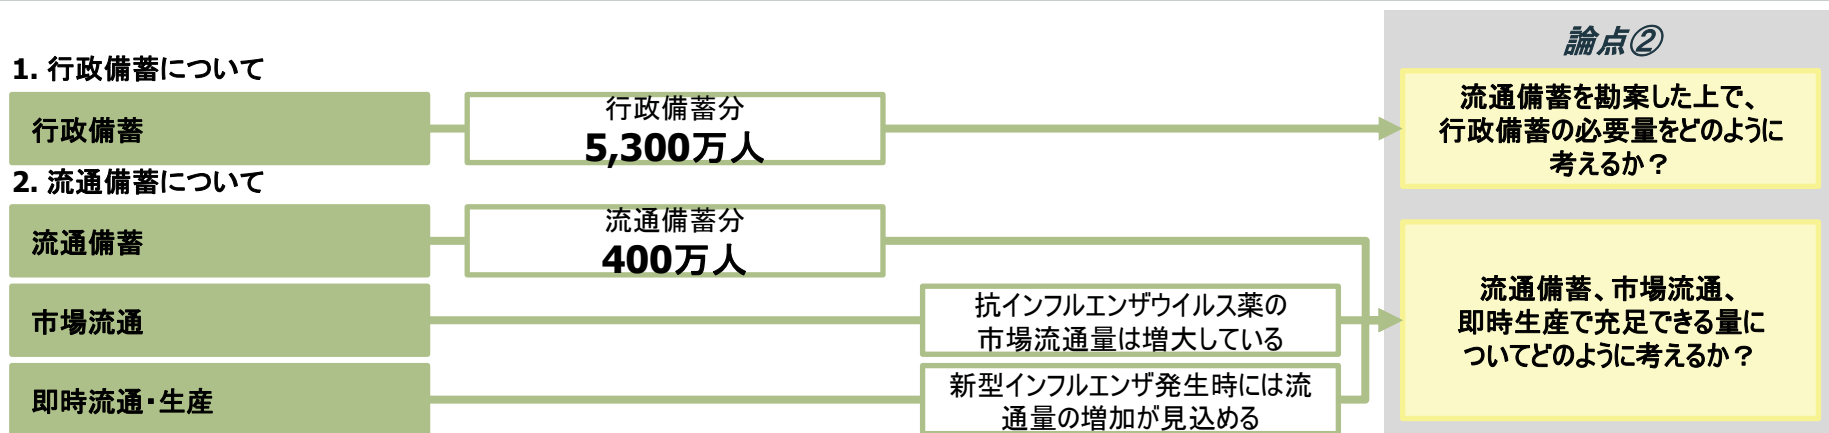 論点②
1. 行政備蓄について
行政備蓄
行政備蓄分
5,300万人
流通備蓄を勘案した上で、
行政備蓄の必要量をどのように
考えるか？
2. 流通備蓄について
流通備蓄
流通備蓄分
400万人
市場流通
抗インフルエンザウイルス薬の
市場流通量は増大している
流通備蓄、市場流通、
即時生産で充足できる量に
ついてどのように考えるか？
即時流通・生産
新型インフルエンザ発生時には流
通量の増加が見込める